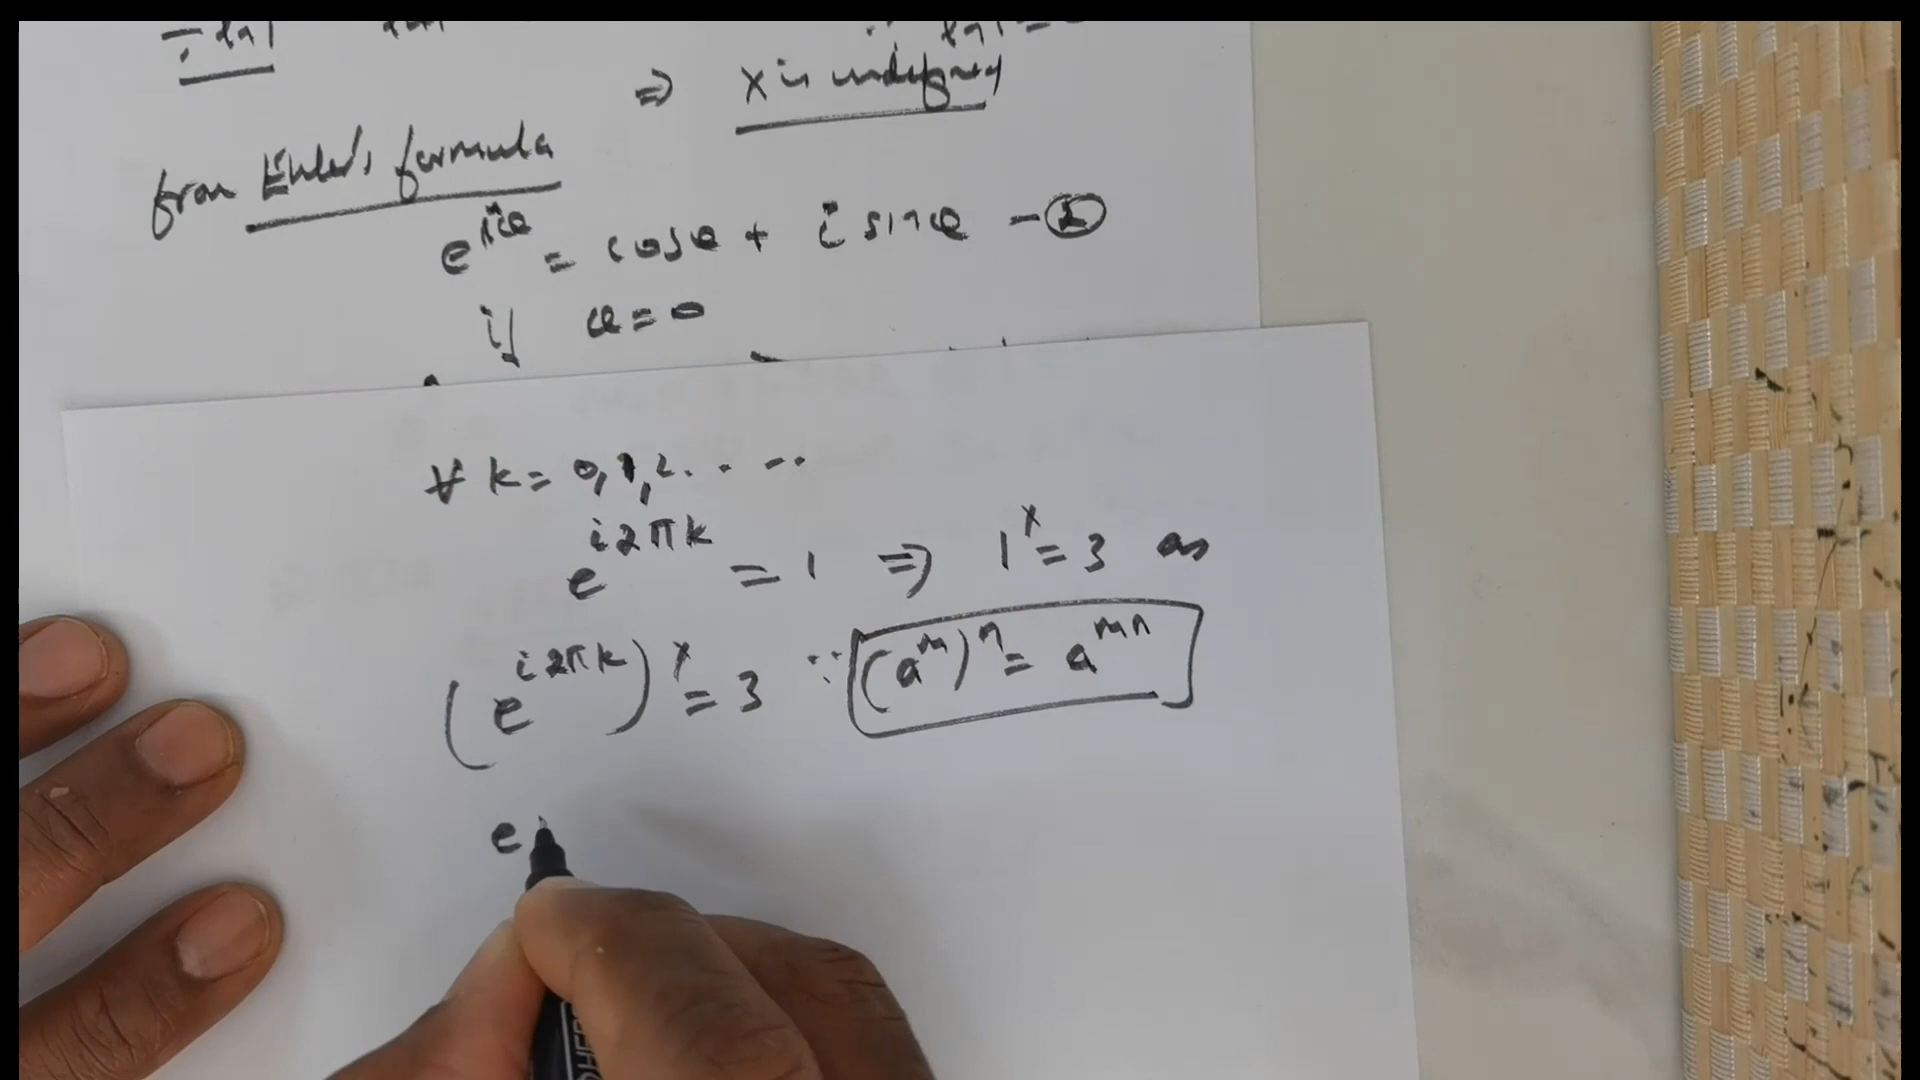 ⇒ x is undefined
from Euler's formula
e^{iθ} = cosθ + i sinθ - ①
if θ = 0
∀ k = 0, 1, 2 . . . . .
e^{i2πk} = 1 ⇒ 1^x = 3 as
(e^{i2πk})^x = 3 ∵ (a^m)^n = a^{mn}
e